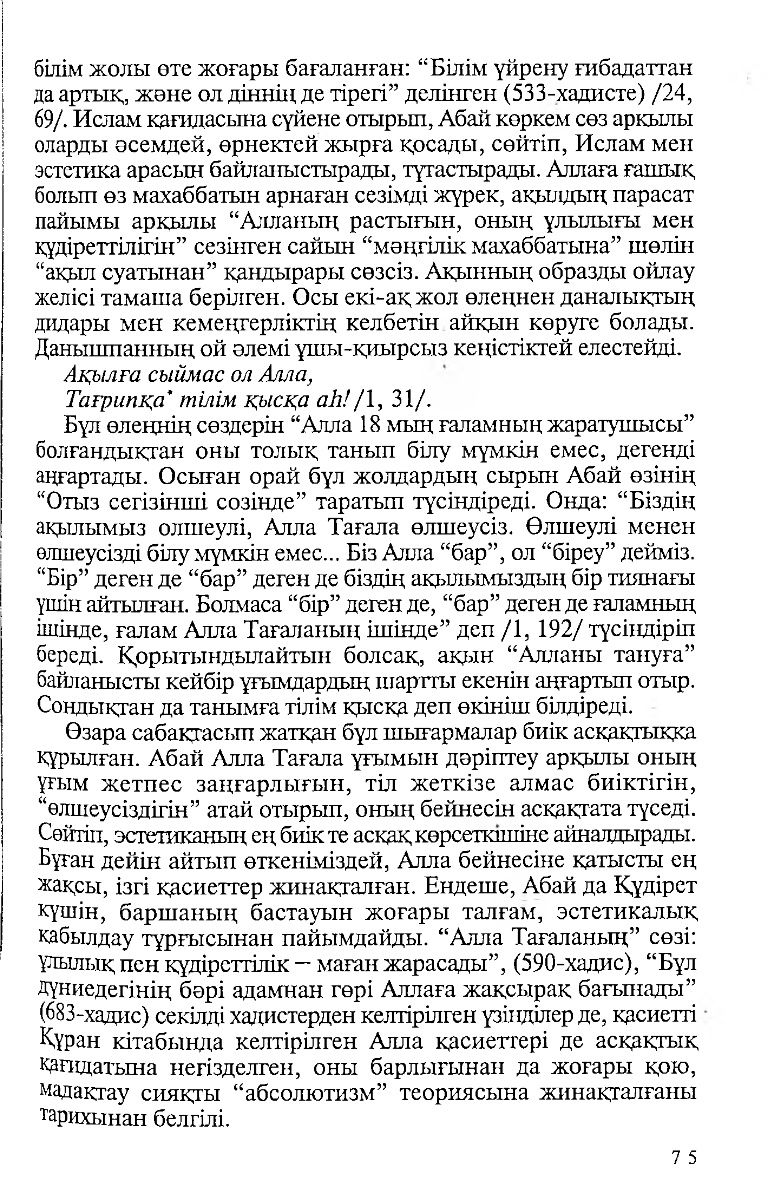 білім жолы өте жоғары бағаланған: “Білім үйрену ғибадаттан
да артық, және ол діннің де тірегі” делінген (533-хадисте) /24,
69/. Ислам қағидасына сүйене отырып, Абай көркем сөз арқылы
оларды әсемдей, өрнектей жырға қосады, сөйтіп, Ислам мен
эстетика арасын байланыстырады, тұтастырады. Аллаға ғашық
болып өз махаббатын арнаған сезімді жүрек, ақылдың парасат
пайымы арқылы “Алланың растығын, оның ұлылығы мен
құдіреттілігін” сезінген сайын “мәңгілік махаббатына” шөлін
“ақыл суатынан” қандырары сөзсіз. Ақынның образды ойлау
желісі тамаша берілген. Осы екі-ақ жол өлеңнен даналықтың
дидары мен кемеңгерліктің келбетін айқын көруге болады.
Данышпанның ой әлемі ұшы-қиырсыз кеңістіктей елестейді.
Ақылға сыймас ол Алла,
Тағрипқа* тілім қысқа аһ! /1, 31/.
Бұл өлеңнің сөздерін “Алла 18 мың ғаламның жаратушысы”
болғандықтан оны толық танып білу мүмкін емес, дегенді
аңғартады. Осыған орай бұл жолдардың сырын Абай өзінің
“Отыз сегізінші созінде” таратып түсіндіреді. Онда: “Біздің
ақылымыз олшеулі, Алла Тағала өлшеусіз. Өлшеулі менен
өлшеусізді білу мүмкін емес... Біз Алла “бар”, ол “біреу” дейміз.
“Бір” деген де “бар” деген де біздің ақылымыздың бір тиянағы
үшін айтылған. Болмаса “бір” деген де, “бар” деген де ғаламның
ішінде, ғалам Алла Тағаланың ішінде” деп /1, 192/ түсіндіріп
береді. Қорытындылайтын болсақ, ақын “Алланы тануға”
байланысты кейбір ұғымдардың шартты екенін аңғартып отыр.
Сондықтан да танымға тілім қысқа деп өкініш білдіреді.
Өзара сабақтасып жатқан бұл шығармалар биік асқақтыққа
құрылған. Абай Алла Тағала ұғымын дәріптеу арқылы оның
ұғым жетпес заңғарлығын, тіл жеткізе алмас биіктігін,
“өлшеусіздігін” атай отырып, оның бейнесін асқақтата түседі.
Сөйтіп, эстетиканың ең биік те асқақ көрсеткішіне айналдырады.
Бұған дейін айтып өткеніміздей, Алла бейнесіне қатысты ең
жақсы, ізгі қасиеттер жинақталған. Ендеше, Абай да Құдірет
күшін, баршаның бастауын жоғары талғам, эстетикалық
қабылдау тұрғысынан пайымдайды. “Алла Тағаланың” сөзі:
ұлылық пен құдіреттілік – маған жарасады”, (590-хадис), “Бұл
дүниедегінің бәрі адамнан гөрі Аллаға жақсырақ бағынады”
(683-хадис) секілді хадистерден келтірілген үзінділер де, қасиетті
Құран кітабында келтірілген Алла қасиеттері де асқақтық
қағидатына негізделген, оны барлығынан да жоғары қою,
мадақтау сияқты “абсолютизм” теориясына жинақталғаны
тарихынан белгілі.
75